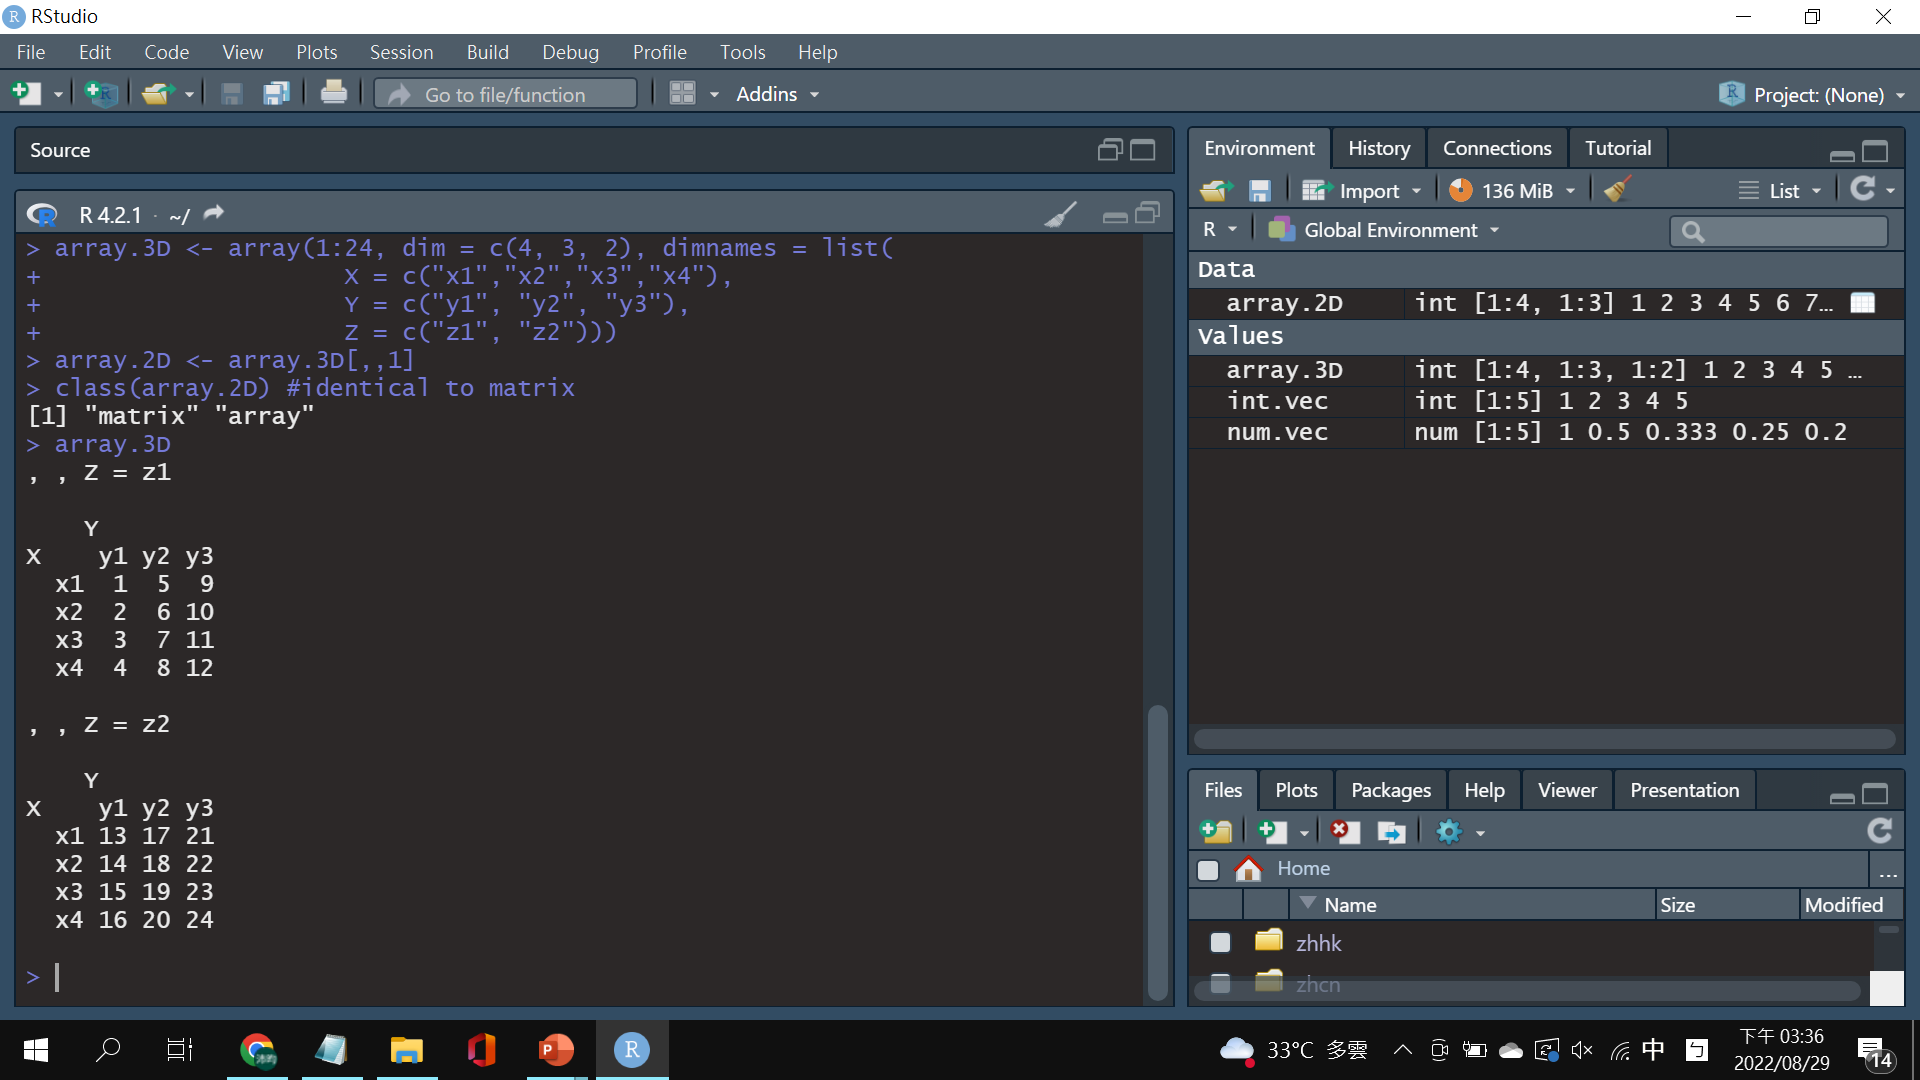 RStudio
File Edit Code View Plots Session Build Debug Profile Tools Help
Go to file/function Addins Project: (None)
Source
R 4.2.1 · ~/
> array.3D <- array(1:24, dim = c(4, 3, 2), dimnames = list(
+                     X = c("x1","x2","x3","x4"),
+                     Y = c("y1", "y2", "y3"),
+                     Z = c("z1", "z2")))
> array.2D <- array.3D[,,1]
> class(array.2D) #identical to matrix
[1] "matrix" "array"
> array.3D
, , Z = z1
    Y
X    y1 y2 y3
  x1  1  5  9
  x2  2  6 10
  x3  3  7 11
  x4  4  8 12
, , Z = z2
    Y
X    y1 y2 y3
  x1 13 17 21
  x2 14 18 22
  x3 15 19 23
  x4 16 20 24
>
Environment History Connections Tutorial
Import 136 MiB List
R Global Environment
Data
array.2D int [1:4, 1:3] 1 2 3 4 5 6 7…
Values
array.3D int [1:4, 1:3, 1:2] 1 2 3 4 5 …
int.vec int [1:5] 1 2 3 4 5
num.vec num [1:5] 1 0.5 0.333 0.25 0.2
Files Plots Packages Help Viewer Presentation
Home ...
Name Size Modified
zhhk
zhcn
33°C 多雲 中 ㄅ 下午 03:36
2022/08/29 14